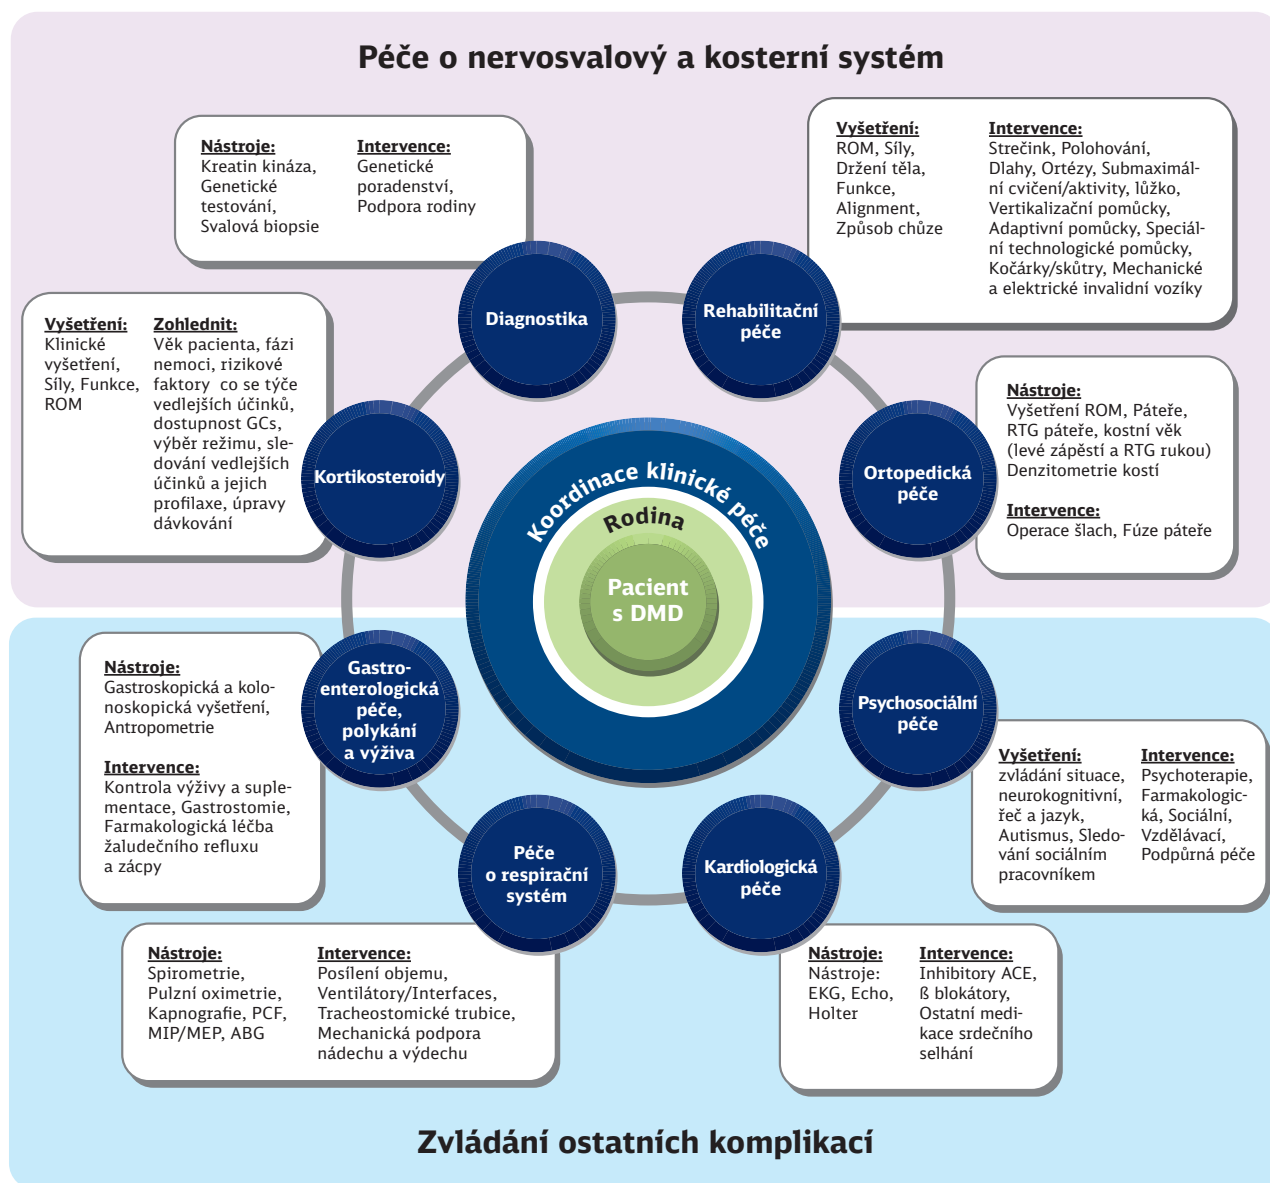 Péče o nervosvalový a kosterní systém
Nástroje:
Kreatin kináza,
Genetické
testování,
Svalová biopsie
Intervence:
Genetické
poradenství,
Podpora rodiny
Vyšetření:
ROM, Síly,
Držení těla,
Funkce,
Alignment,
Způsob chůze
Intervence:
Strečink, Polohování,
Dlahy, Ortézy, Submaximál-
ní cvičení/aktivity, lůžko,
Vertikalizační pomůcky,
Adaptivní pomůcky, Speciál-
ní technologické pomůcky,
Kočárky/skůtry, Mechanické
a elektrické invalidní vozíky
Diagnostika
Rehabilitační
péče
Vyšetření:
Klinické
vyšetření,
Síly, Funkce,
ROM
Zohlednit:
Věk pacienta, fázi
nemoci, rizikové
faktory co se týče
vedlejších účinků,
dostupnost GCs,
výběr režimu, sle-
dování vedlejších
účinků a jejich
profilaxe, úpravy
dávkování
Kortikosteroidy
Ortopedická
péče
Nástroje:
Vyšetření ROM, Páteře,
RTG páteře, kostní věk
(levé zápěstí a RTG rukou)
Denzitometrie kostí
Intervence:
Operace šlach, Fúze páteře
Koordinace klinické péče
Rodina
Pacient
s DMD
Nástroje:
Gastroskopická a kolo-
noskopická vyšetření,
Antropometrie
Intervence:
Kontrola výživy a suple-
mentace, Gastrostomie,
Farmakologická léčba
žaludečního refluxu
a zácpy
Gastro-
enterologická
péče,
polykání
a výživa
Psychosociální
péče
Vyšetření:
zvládání situace,
neurokognitivní,
řeč a jazyk,
Autismus, Sledo-
vání sociálním
pracovníkem
Intervence:
Psychoterapie,
Farmakologic-
ká, Sociální,
Vzdělávací,
Podpůrná péče
Péče
o respirační
systém
Kardiologická
péče
Nástroje:
Spirometrie,
Pulzní oximetrie,
Kapnografie, PCF,
MIP/MEP, ABG
Intervence:
Posílení objemu,
Ventilátory/Interfaces,
Tracheostomické trubice,
Mechanická podpora
nádechu a výdechu
Nástroje:
Nástroje:
EKG, Echo,
Holter
Intervence:
Inhibitory ACE,
ß blokátory,
Ostatní medi-
kace srdečního
selhání
Zvládání ostatních komplikací